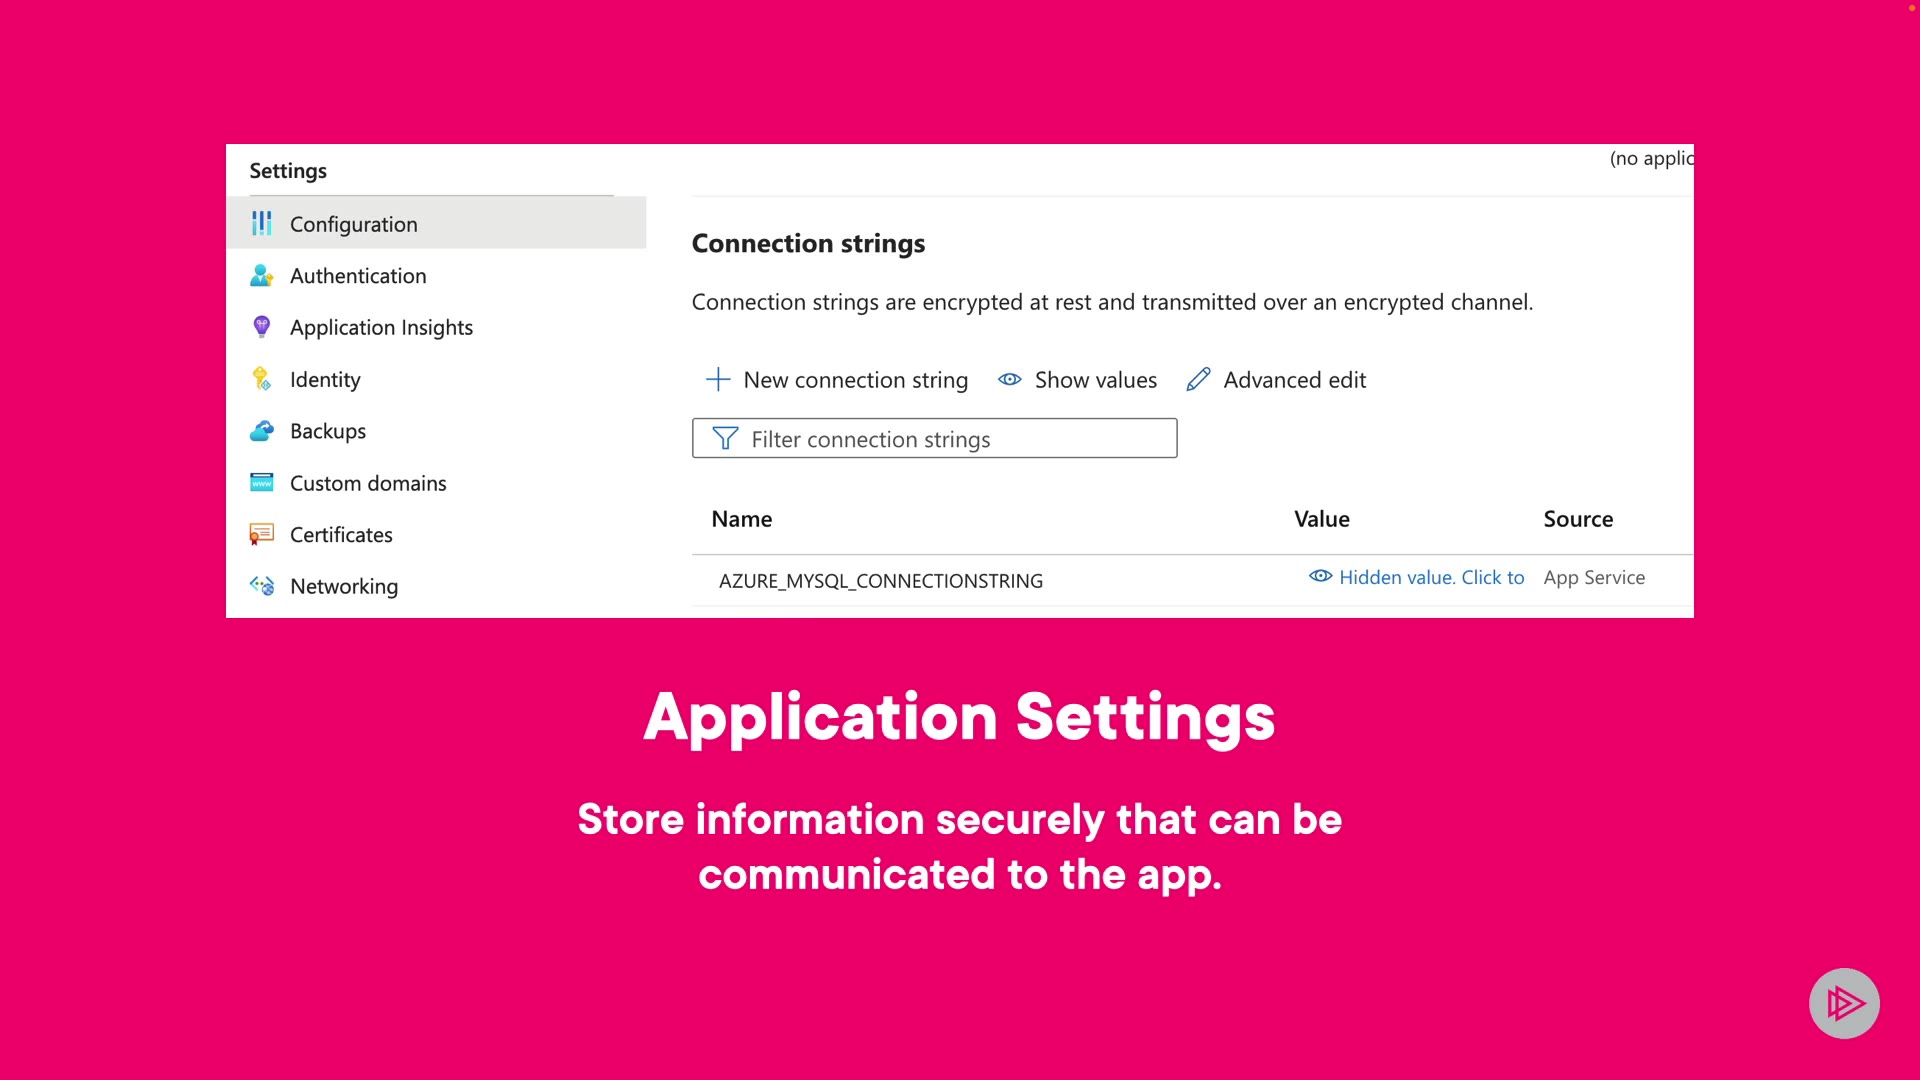 (no applic
Settings
Configuration
Authentication
Application Insights
Identity
Backups
Custom domains
Certificates
Networking
Connection strings
Connection strings are encrypted at rest and transmitted over an encrypted channel.
New connection string Show values Advanced edit
Filter connection strings
Name Value Source
AZURE_MYSQL_CONNECTIONSTRING Hidden value. Click to App Service
Application Settings
Store information securely that can be
communicated to the app.